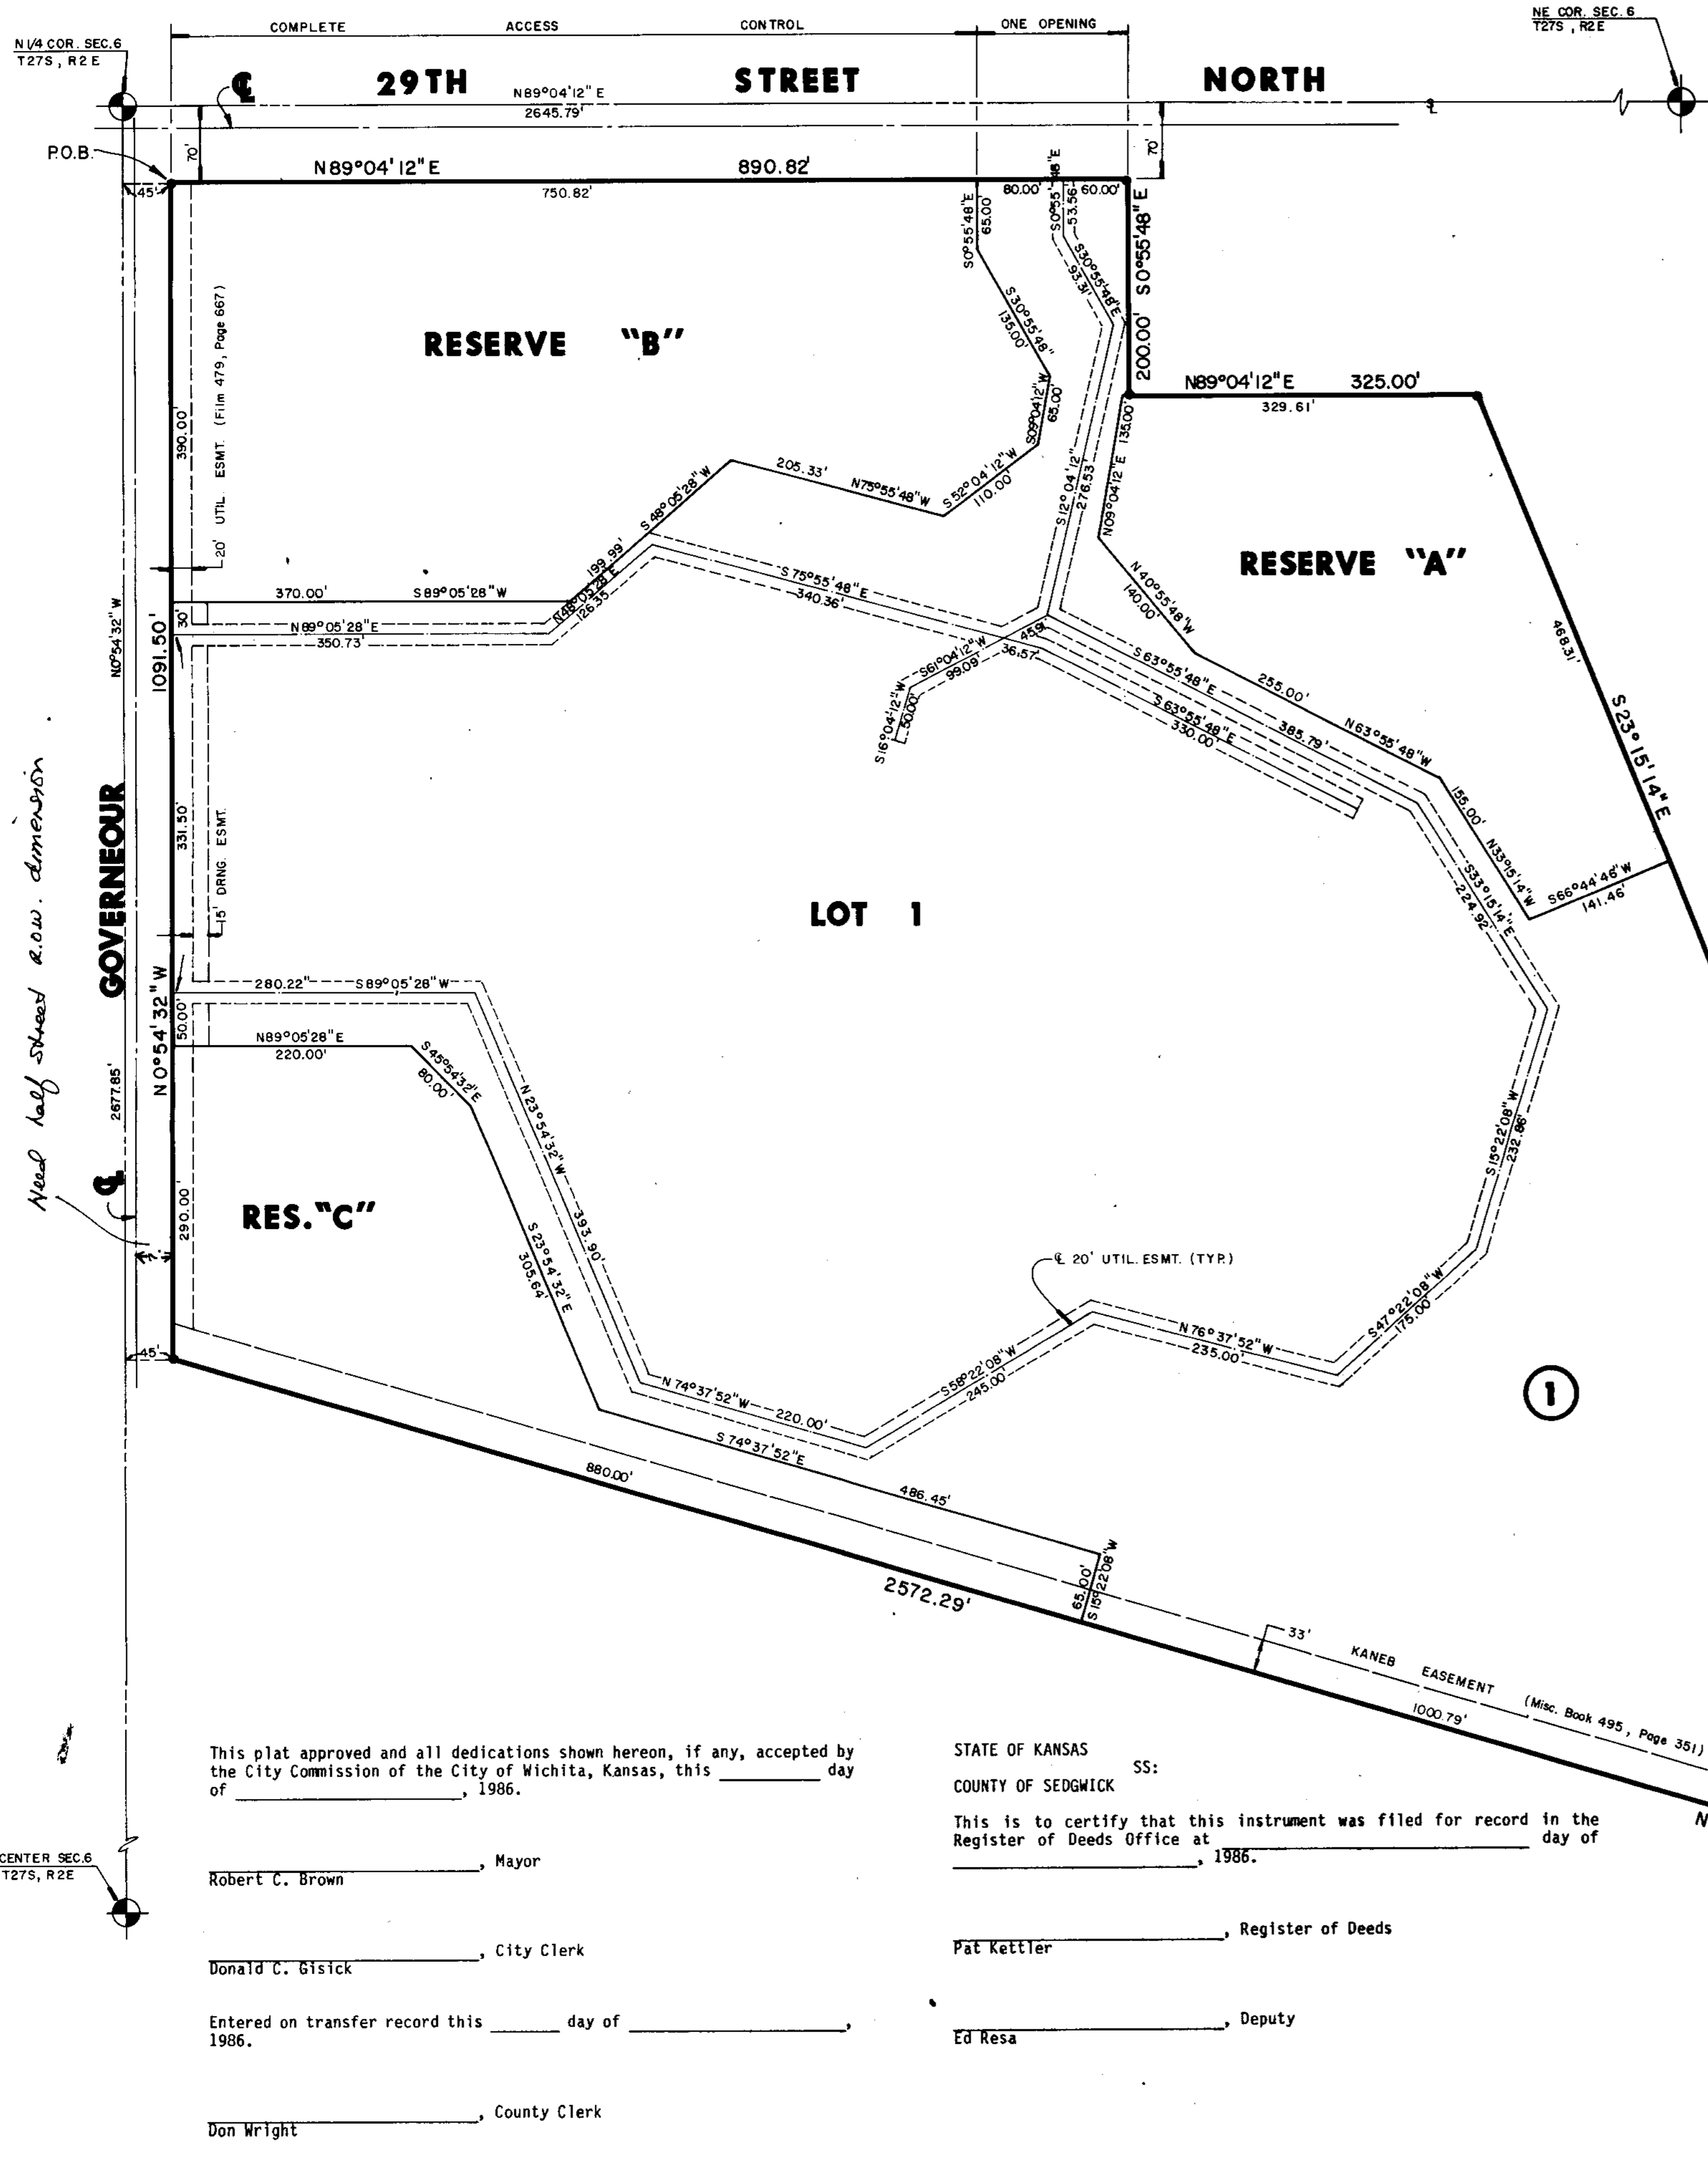 COMPLETE ACCESS CONTROL ONE OPENING
NE COR. SEC. 6
T27S, R2E
N 1/4 COR. SEC.6
T27S, R2E
℄ 29TH STREET NORTH
N89°04'12" E
2645.79'
℄
P.O.B.
70'
70'
45'
N89°04'12" E 890.82'
750.82'
80.00'
60.00'
S0°55'48"E
65.00'
S0°55'48"E
53.56'
S0°55'48"E
200.00'
S30°55'48"E
93.31'
S30°55'48"
135.00'
S09°04'12"W
65.00'
S52°04'12"W
110.00'
N75°55'48"W
205.33'
S48°05'28"W
199.99'
N48°05'28"E
126.35
S12°04'12"
276.53'
N09°04'12"E 135.00'
N89°04'12"E 325.00'
329.61'
RESERVE "B"
RESERVE "A"
20' UTIL. ESMT. (Film 479, Page 667)
390.00'
370.00' S89°05'28"W
30'
N89°05'28"E
350.73'
S75°55'48"E
340.36'
N40°55'48"W
140.00'
45.91'
36.57'
S61°04'12"W
99.09'
S16°04'12"W
50.00'
S63°55'48"E
385.79'
S63°55'48"E
330.00'
255.00'
N63°55'48"W
468.31'
S23°15'14"E
155.00' N33°15'14"W
S66°44'46"W
141.46'
S33°15'14"E
224.92'
N0°54'32"W
1091.50'
N0°54'32"W
331.50'
15' DRNG. ESMT.
GOVERNEOUR
Need half street R.O.W. dimension
LOT 1
280.22" S89°05'28"W
50.00'
N89°05'28"E
220.00'
S45°54'32"E
80.00'
2677.85'
℄
290.00'
?
RES. "C"
N23°54'32"W
393.90'
S23°54'32"E
305.64'
S15°22'08"W
232.86'
℄ 20' UTIL. ESMT. (TYP.)
S47°22'08"W
175.00'
N76°37'52"W
235.00'
S58°22'08"W
245.00'
N74°37'52"W
220.00'
45'
1
S74°37'52"E
486.45'
880.00'
65.00'
S15°22'08"W
2572.29'
33'
KANEB EASEMENT (Misc. Book 495, Page 351)
1000.79'
N
CENTER SEC.6
T27S, R2E
This plat approved and all dedications shown hereon, if any, accepted by
the City Commission of the City of Wichita, Kansas, this day
of , 1986.
, Mayor
Robert C. Brown
, City Clerk
Donald C. Gisick
Entered on transfer record this day of ,
1986.
, County Clerk
Don Wright
STATE OF KANSAS
SS:
COUNTY OF SEDGWICK
This is to certify that this instrument was filed for record in the
Register of Deeds Office at day of
, 1986.
, Register of Deeds
Pat Kettler
, Deputy
Ed Resa